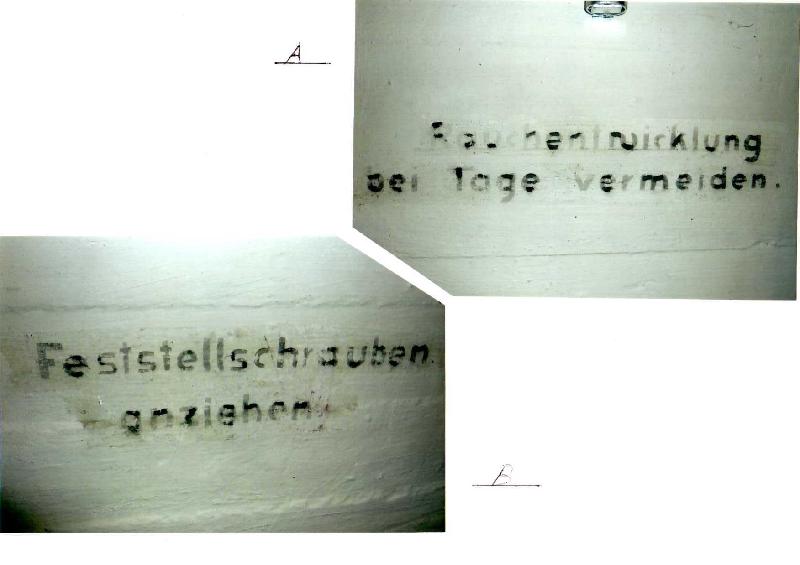 A
Rauchentwicklung
bei Tage vermeiden.
Feststellschrauben
anziehen
B